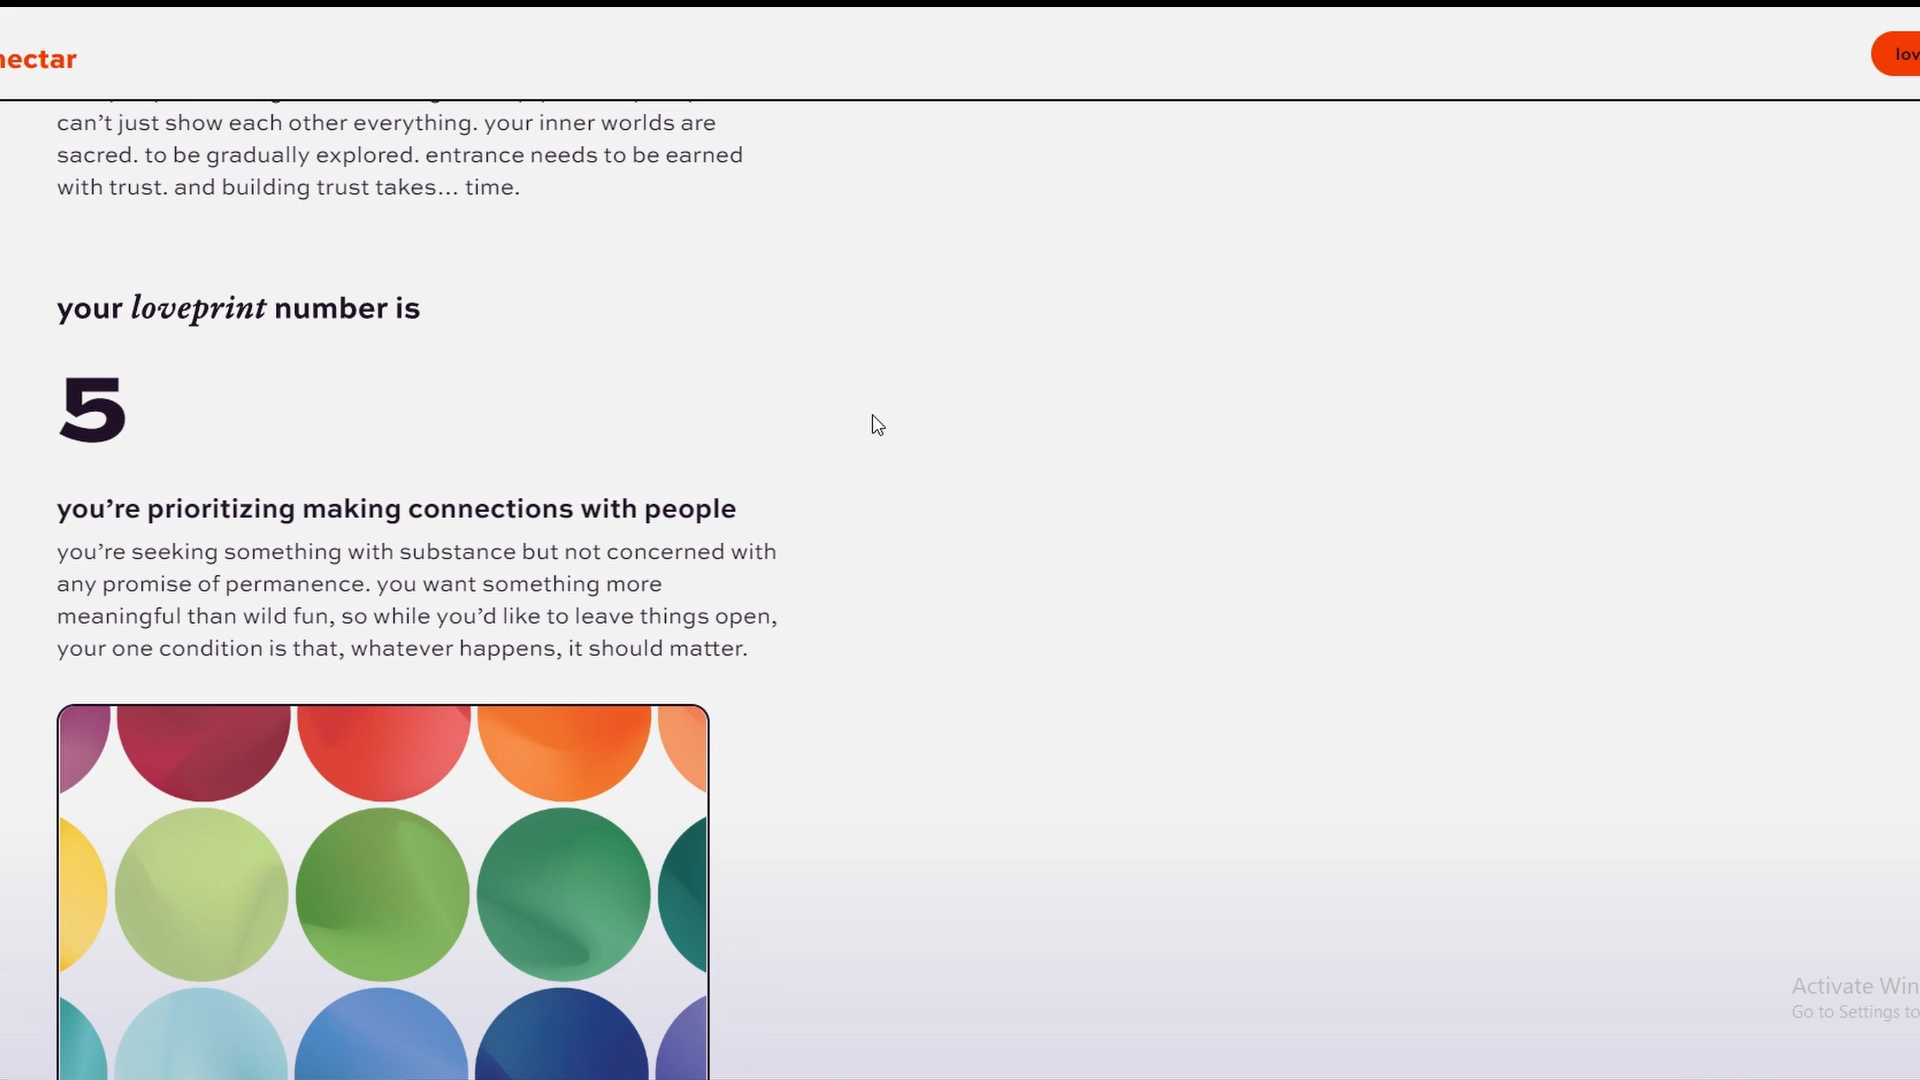 nectar
lov
can’t just show each other everything. your inner worlds are
sacred. to be gradually explored. entrance needs to be earned
with trust. and building trust takes... time.
your loveprint number is
5
you’re prioritizing making connections with people
you’re seeking something with substance but not concerned with
any promise of permanence. you want something more
meaningful than wild fun, so while you’d like to leave things open,
your one condition is that, whatever happens, it should matter.
Activate Win
Go to Settings to